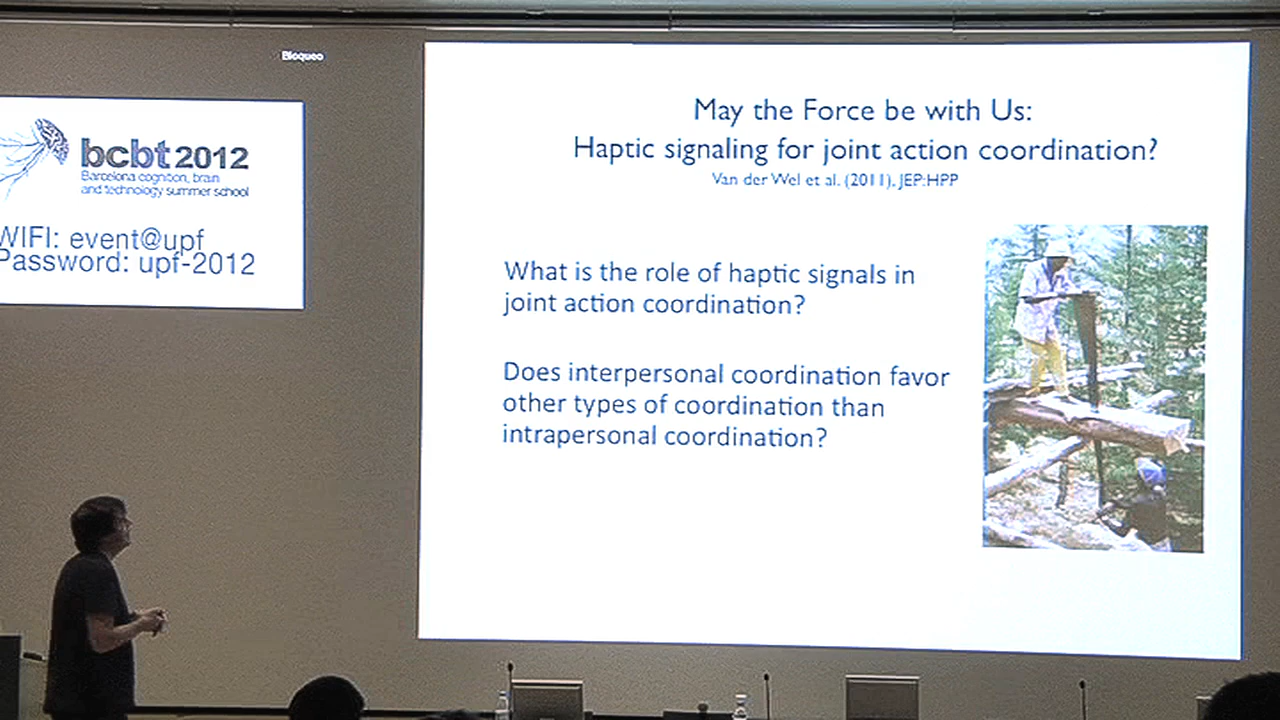 Bloqueo
bcbt 2012
Barcelona cognition, brain
and technology summer school
WIFI: event@upf
Password: upf-2012
May the Force be with Us:
Haptic signaling for joint action coordination?
Van der Wel et al. (2011), JEP:HPP
What is the role of haptic signals in
joint action coordination?
Does interpersonal coordination favor
other types of coordination than
intrapersonal coordination?